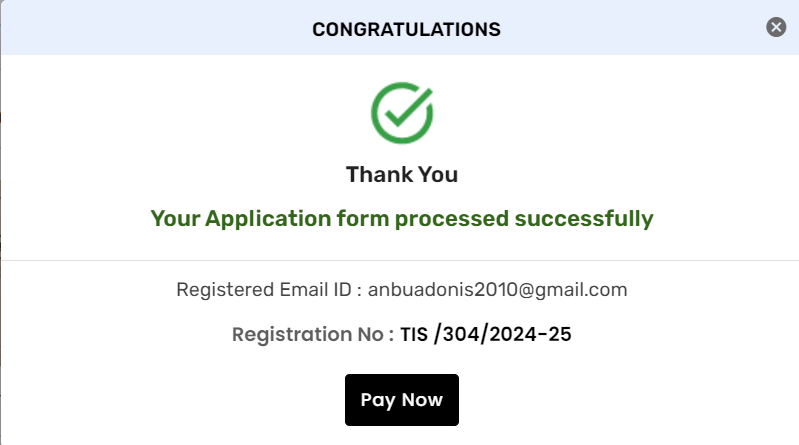 CONGRATULATIONS
Thank You
Your Application form processed successfully
Registered Email ID : anbuadonis2010@gmail.com
Registration No : TIS /304/2024-25
Pay Now